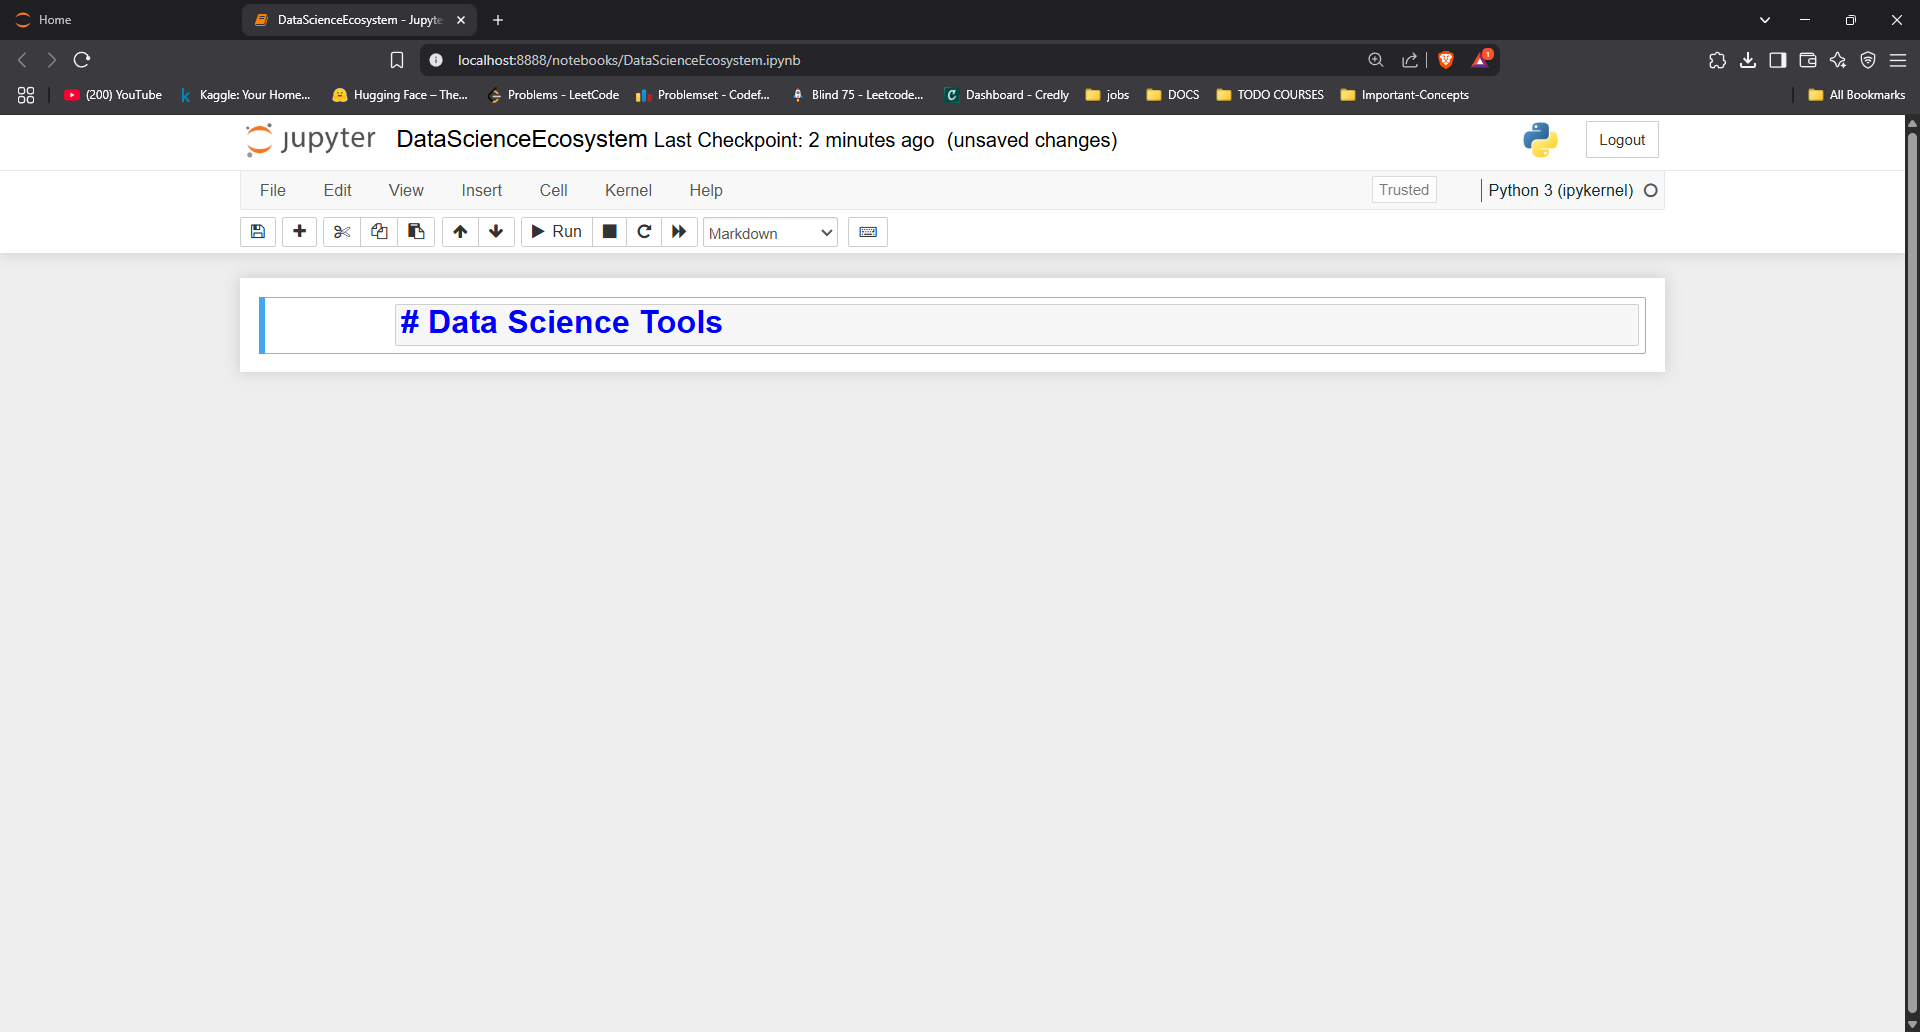 Home
DataScienceEcosystem - Jupyte
localhost:8888/notebooks/DataScienceEcosystem.ipynb
1
(200) YouTube
Kaggle: Your Home...
Hugging Face – The...
Problems - LeetCode
Problemset - Codef...
Blind 75 - Leetcode...
Dashboard - Credly
jobs
DOCS
TODO COURSES
Important-Concepts
All Bookmarks
jupyter DataScienceEcosystem Last Checkpoint: 2 minutes ago (unsaved changes)
Logout
File Edit View Insert Cell Kernel Help
Trusted
Python 3 (ipykernel)
Run
Markdown
# Data Science Tools